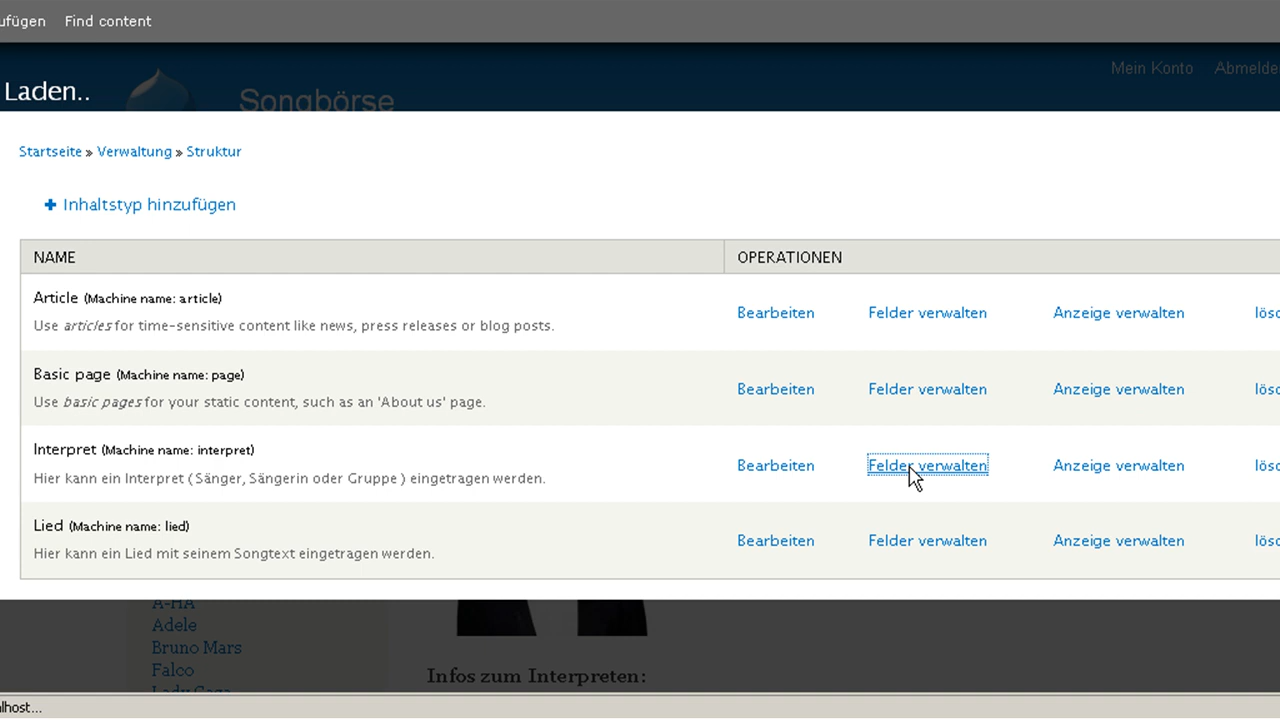 ufügen Find content
Mein Konto Abmelde
Laden..
Songbörse
Startseite » Verwaltung » Struktur
Inhaltstyp hinzufügen
NAME OPERATIONEN
Article (Machine name: article)
Use articles for time-sensitive content like news, press releases or blog posts.
Bearbeiten Felder verwalten Anzeige verwalten lösc
Basic page (Machine name: page)
Use basic pages for your static content, such as an 'About us' page.
Bearbeiten Felder verwalten Anzeige verwalten lösc
Interpret (Machine name: interpret)
Hier kann ein Interpret ( Sänger, Sängerin oder Gruppe ) eingetragen werden.
Bearbeiten Felder verwalten Anzeige verwalten lösc
Lied (Machine name: lied)
Hier kann ein Lied mit seinem Songtext eingetragen werden.
Bearbeiten Felder verwalten Anzeige verwalten lösc
A-HA
Adele
Bruno Mars
Falco
Lady Gaga
Infos zum Interpreten:
lhost...